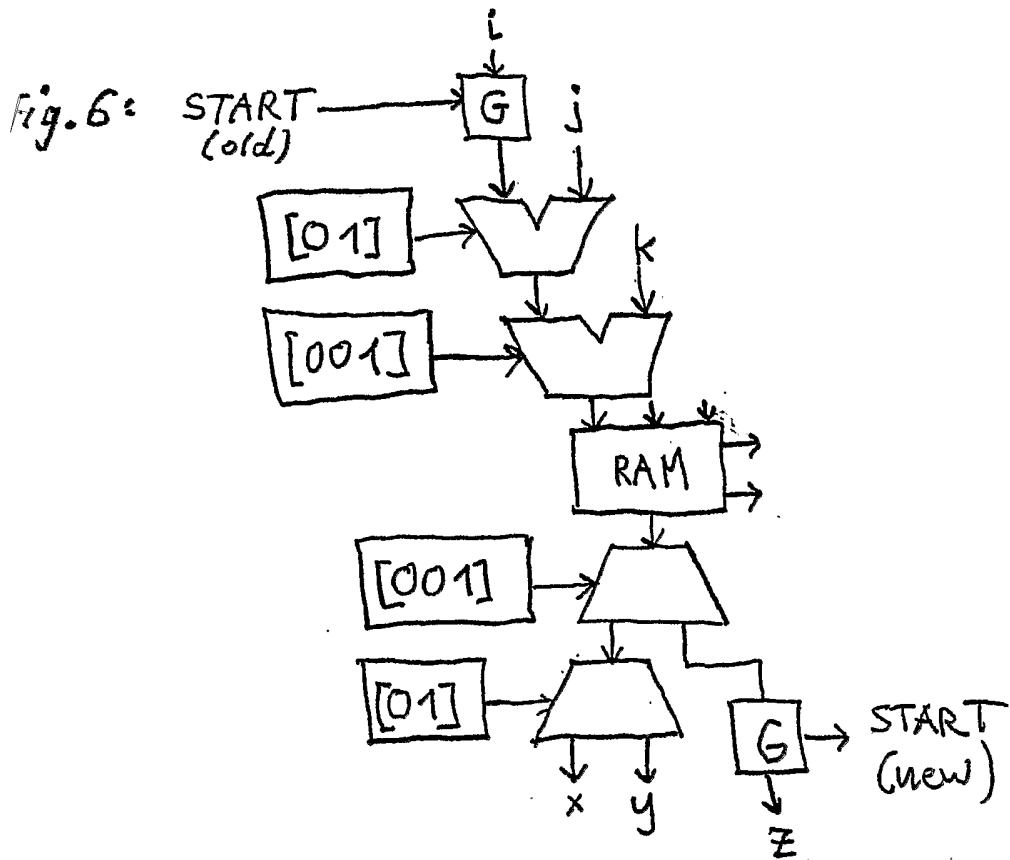 i
Fig. 6: START
(old)
G
j
[01]
k
[001]
RAM
[001]
[01]
G
START
(new)
x
y
z